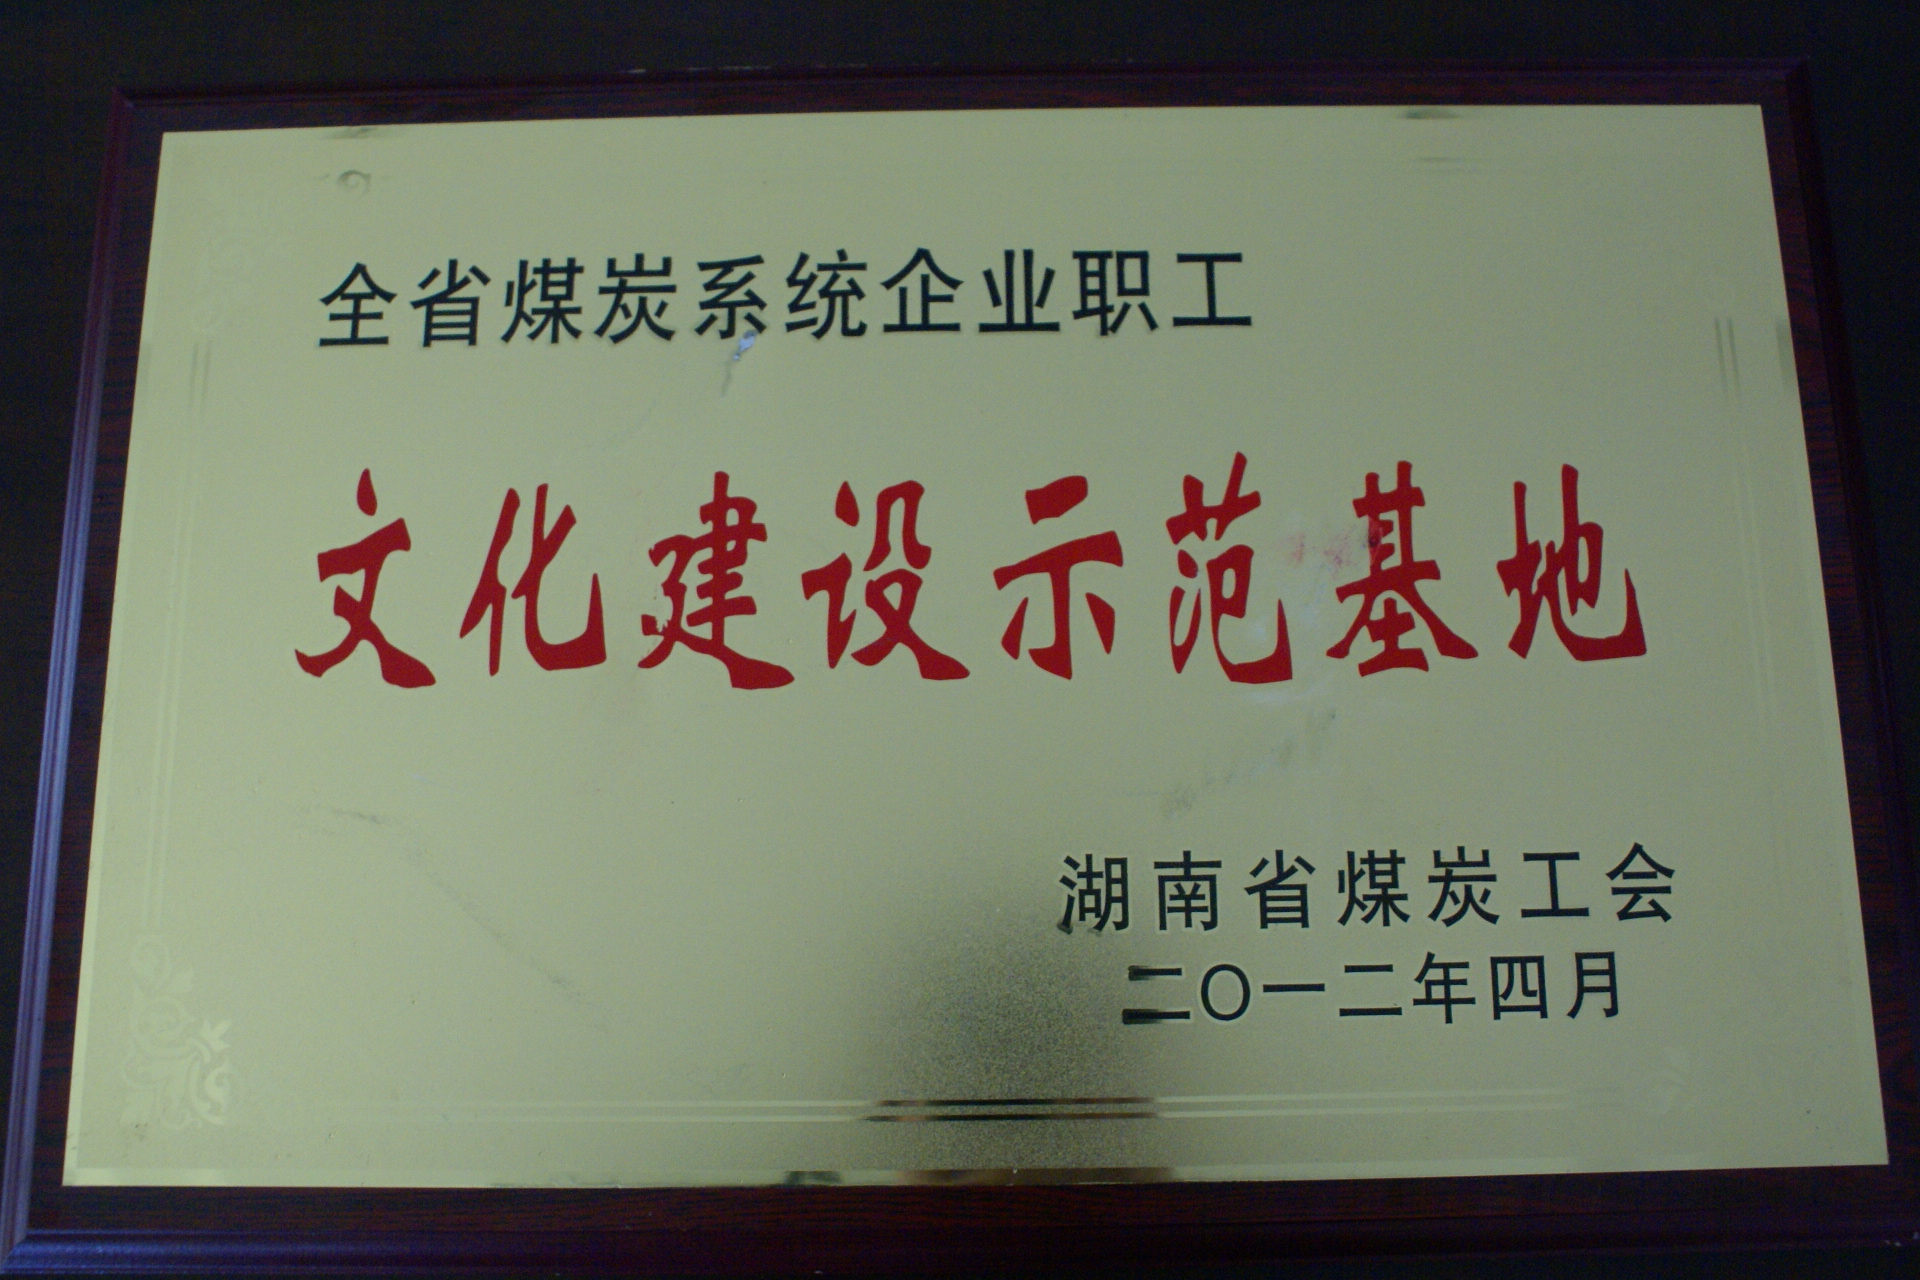 全省煤炭系统企业职工
文化建设示范基地
湖南省煤炭工会
二〇一二年四月